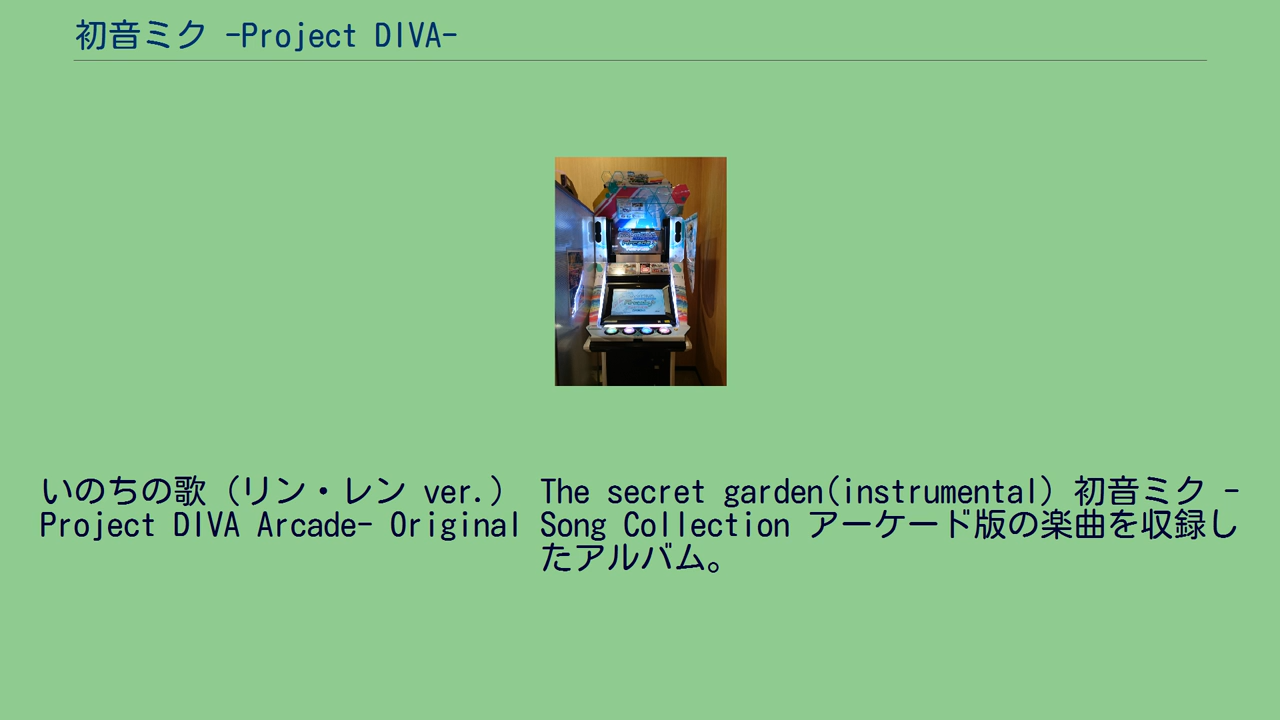 初音ミク -Project DIVA-
いのちの歌（リン・レン ver.） The secret garden(instrumental) 初音ミク -
Project DIVA Arcade- Original Song Collection アーケード版の楽曲を収録し
たアルバム。